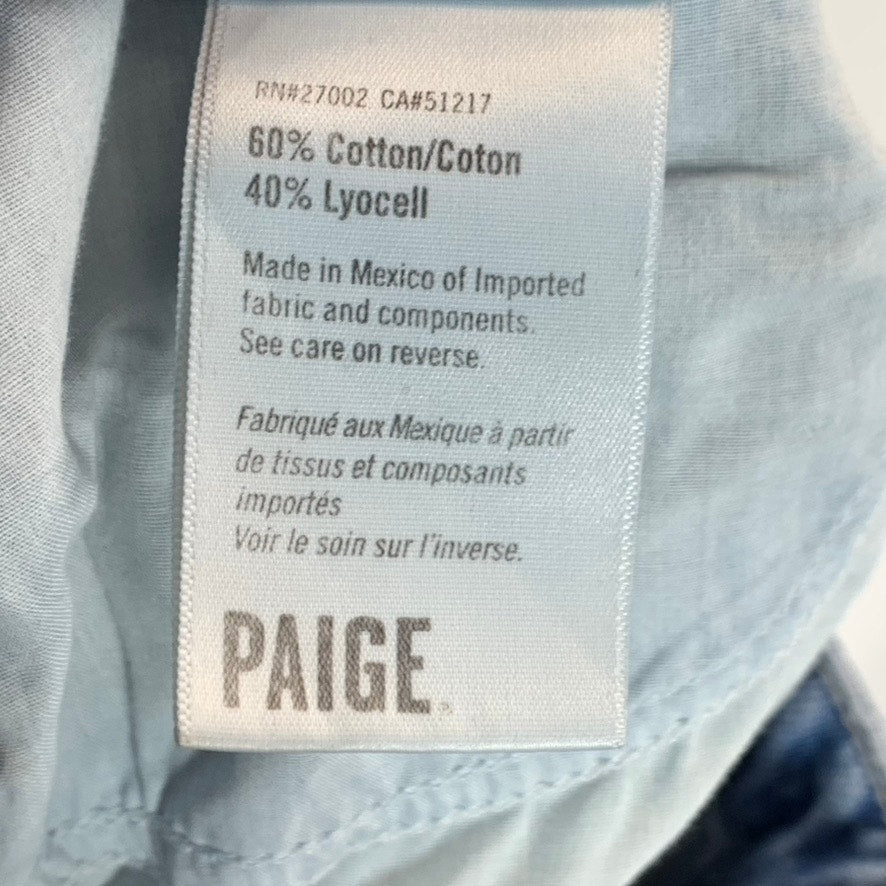 RN#27002 CA#51217
60% Cotton/Coton
40% Lyocell
Made in Mexico of Imported
fabric and components.
See care on reverse.
Fabriqué aux Mexique à partir
de tissus et composants
importés
Voir le soin sur l'inverse.
PAIGE